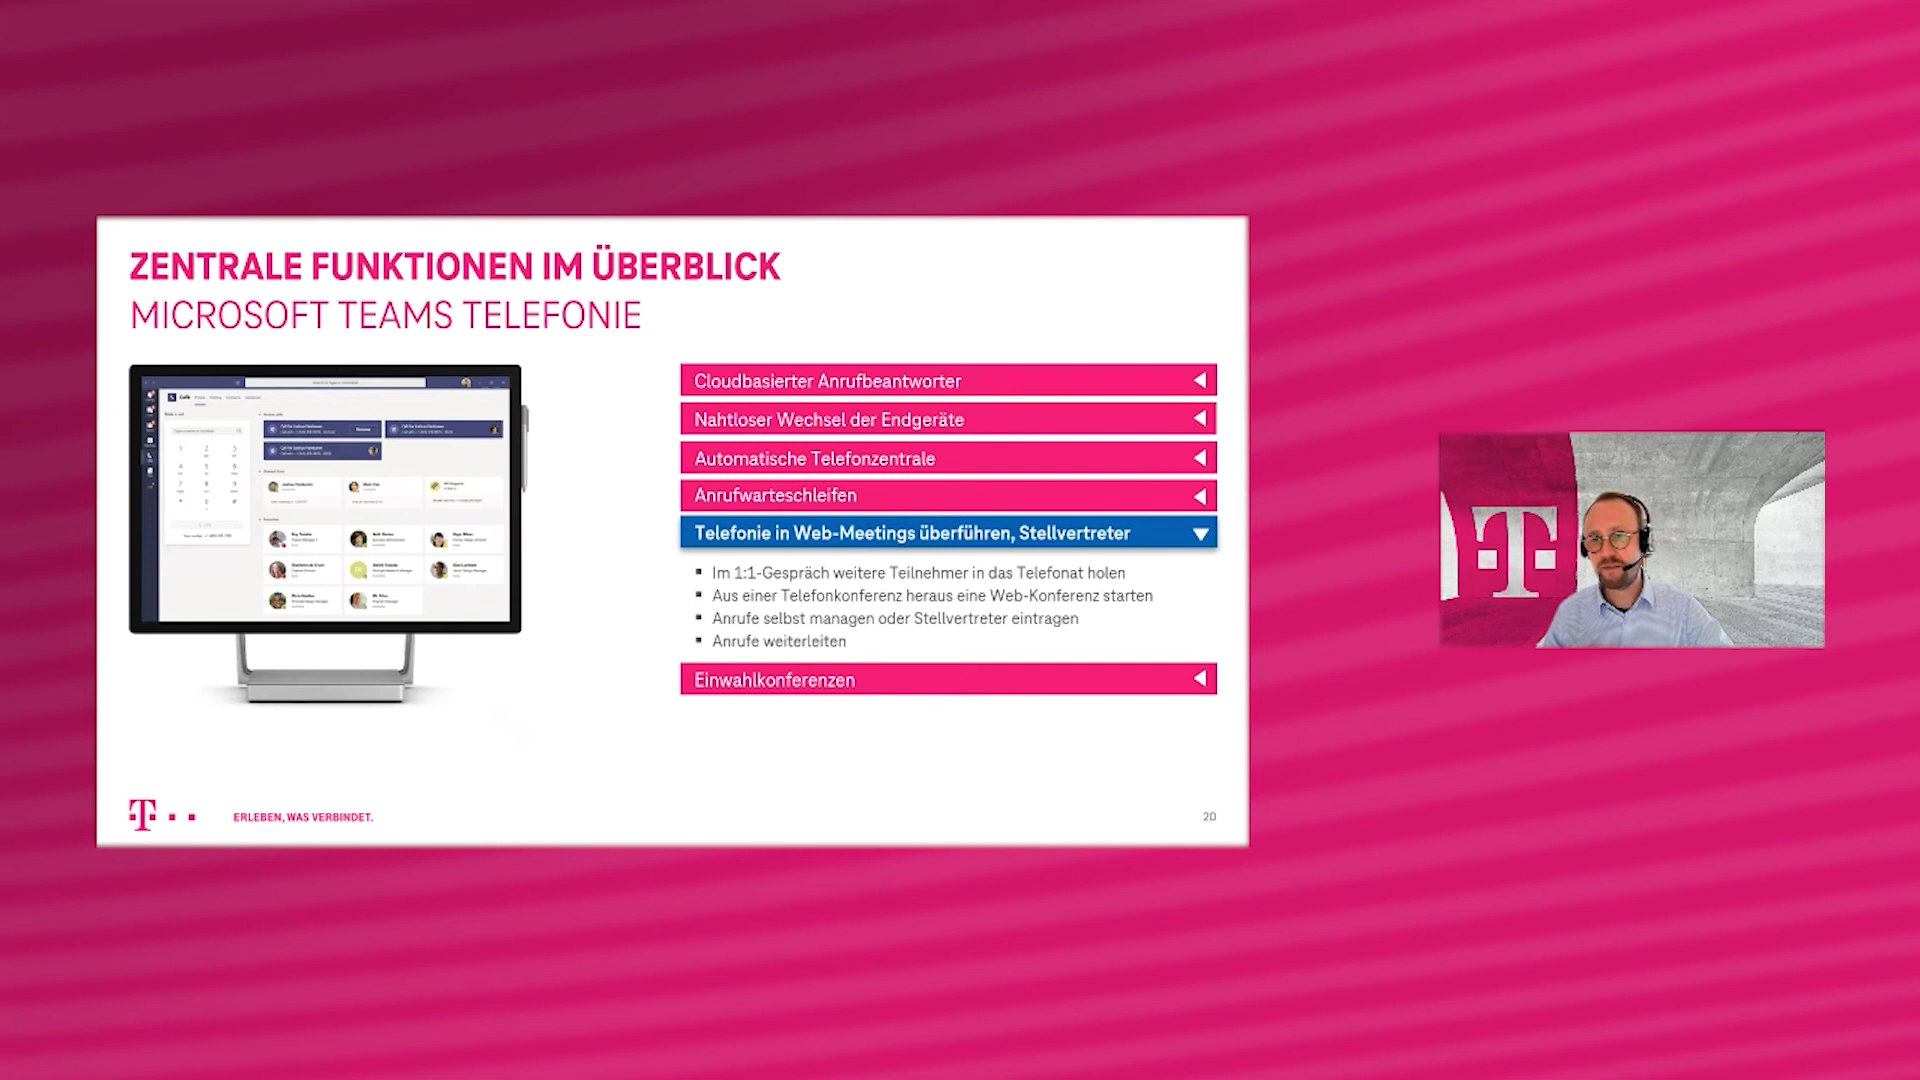 ZENTRALE FUNKTIONEN IM ÜBERBLICK
MICROSOFT TEAMS TELEFONIE
Calls
Cloudbasierter Anrufbeantworter
Nahtloser Wechsel der Endgeräte
Automatische Telefonzentrale
Anrufwarteschleifen
Telefonie in Web-Meetings überführen, Stellvertreter
Im 1:1-Gespräch weitere Teilnehmer in das Telefonat holen
Aus einer Telefonkonferenz heraus eine Web-Konferenz starten
Anrufe selbst managen oder Stellvertreter eintragen
Anrufe weiterleiten
Einwahlkonferenzen
T
T
ERLEBEN, WAS VERBINDET.
20